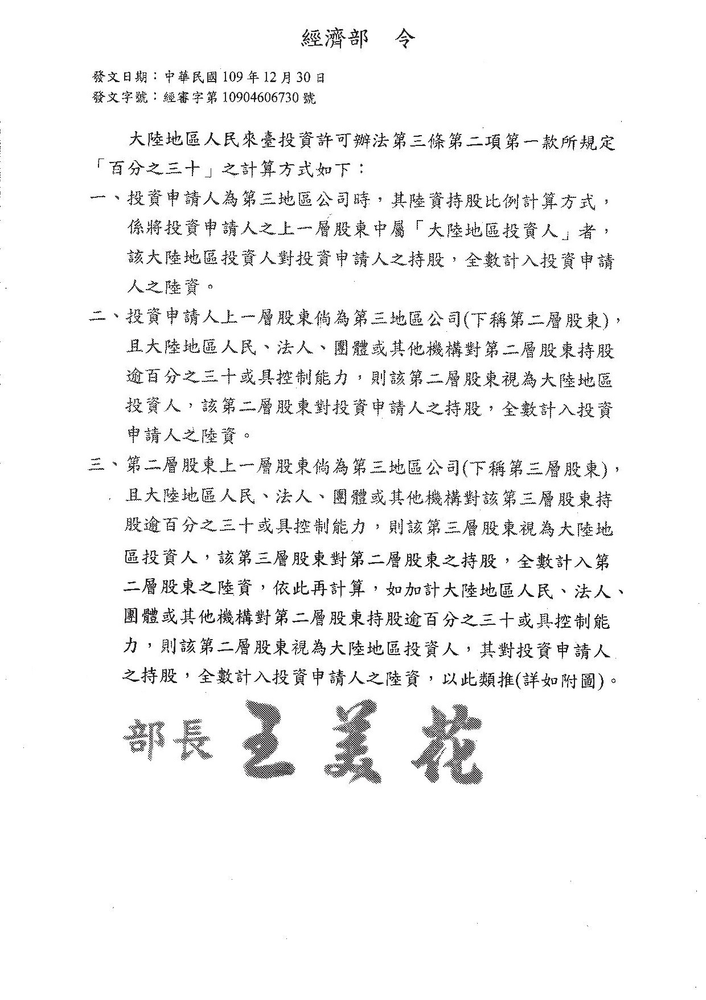 經濟部 令
發文日期：中華民國109年12月30日
發文字號：經審字第10904606730號
大陸地區人民來臺投資許可辦法第三條第二項第一款所規定
「百分之三十」之計算方式如下：
一、投資申請人為第三地區公司時，其陸資持股比例計算方式，
係將投資申請人之上一層股東中屬「大陸地區投資人」者，
該大陸地區投資人對投資申請人之持股，全數計入投資申請
人之陸資。
二、投資申請人上一層股東倘為第三地區公司(下稱第二層股東)，
且大陸地區人民、法人、團體或其他機構對第二層股東持股
逾百分之三十或具控制能力，則該第二層股東視為大陸地區
投資人，該第二層股東對投資申請人之持股，全數計入投資
申請人之陸資。
三、第二層股東上一層股東倘為第三地區公司(下稱第三層股東)，
且大陸地區人民、法人、團體或其他機構對該第三層股東持
股逾百分之三十或具控制能力，則該第三層股東視為大陸地
區投資人，該第三層股東對第二層股東之持股，全數計入第
二層股東之陸資，依此再計算，如加計大陸地區人民、法人、
團體或其他機構對第二層股東持股逾百分之三十或具控制能
力，則該第二層股東視為大陸地區投資人，其對投資申請人
之持股，全數計入投資申請人之陸資，以此類推(詳如附圖)。
部長 王美花